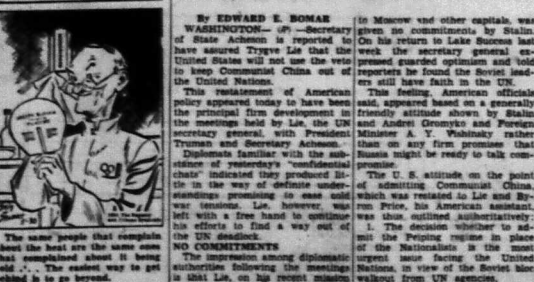 The same people that complain
about the heat are the same ones
that complained about it being
cold . . . The easiest way to get
behind is to go beyond.
By EDWARD E. BOMAR
WASHINGTON— (AP) —Secretary
of State Acheson is reported to
have assured Trygve Lie that the
United States will not use the veto
to keep Communist China out of
the United Nations.
This restatement of American
policy appeared today to have been
the principal firm development in
the meetings held by Lie, the UN
secretary general, with President
Truman and Secretary Acheson.
Diplomats familiar with the sub-
stance of yesterday's "confidential
chats" indicated they produced lit-
tle in the way of definite under-
standings promising to ease cold
war tensions. Lie, however, was
left with a free hand to continue
his efforts to find a way out of
the UN deadlock.
NO COMMITMENTS
The impression among diplomatic
authorities following the meetings
is that Lie, on his recent mission
to Moscow and other capitals, was
given no commitments by Stalin.
On his return to Lake Success last
week the secretary general ex-
pressed guarded optimism and told
reporters he found the Soviet lead-
ers still have faith in the UN.
This feeling, American officials
said, appeared based on a generally
friendly attitude shown by Stalin
and Andrei Gromyko and Foreign
Minister A. Y. Vishinsky rather
than on any firm promises that
Russia might be ready to talk com-
promise.
The U. S. attitude on the point
of admitting Communist China,
which was restated to Lie and By-
ron Price, his American assistant,
was thus outlined authoritatively:
1. The decision whether to ad-
mit the Peiping regime in place
of the Nationalists is the most
urgent issue facing the United
Nations, in view of the Soviet bloc
walkout from UN agencies.